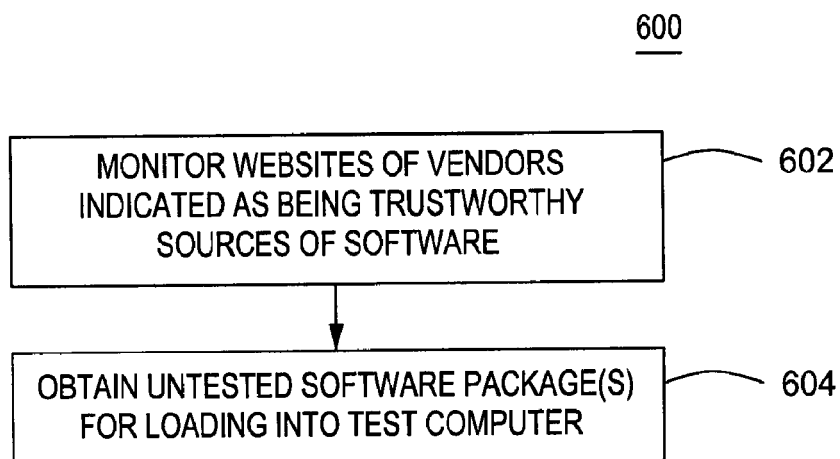 600
MONITOR WEBSITES OF VENDORS
INDICATED AS BEING TRUSTWORTHY
SOURCES OF SOFTWARE
602
OBTAIN UNTESTED SOFTWARE PACKAGE(S)
FOR LOADING INTO TEST COMPUTER
604